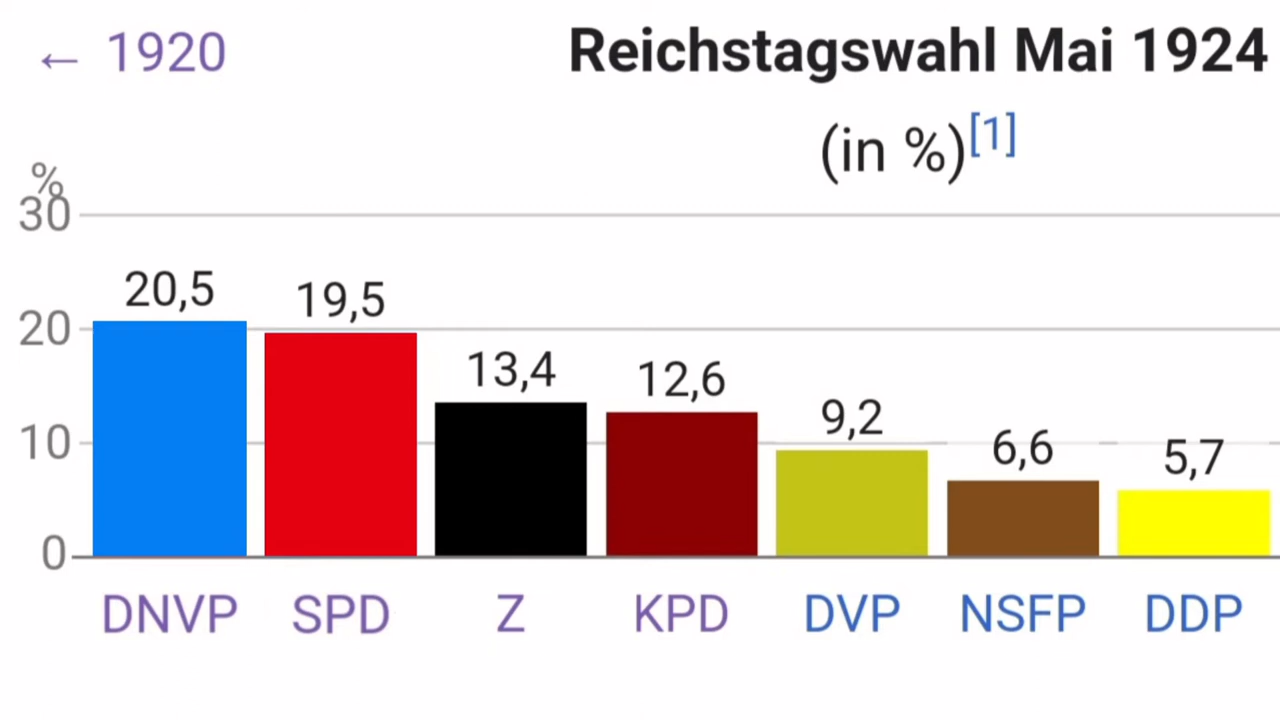 ← 1920
Reichstagswahl Mai 1924
(in %)[1]
%
30
20
10
0
20,5
19,5
13,4
12,6
9,2
6,6
5,7
DNVP
SPD
Z
KPD
DVP
NSFP
DDP